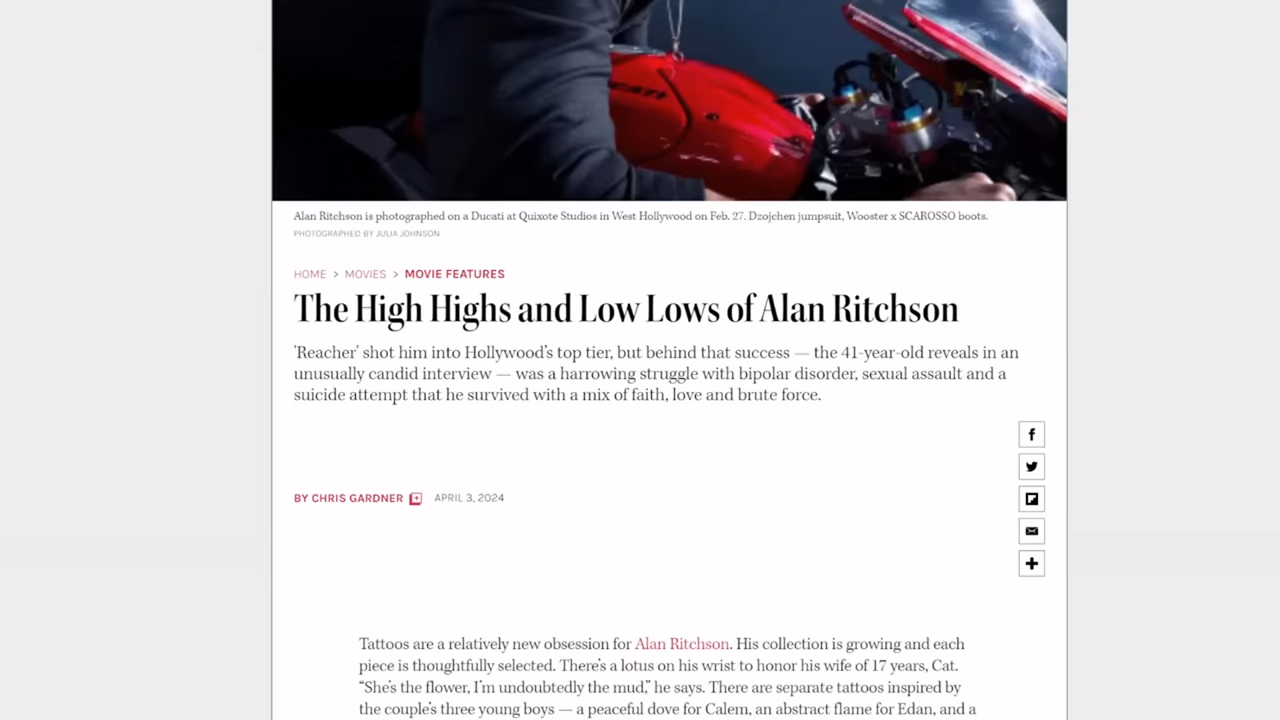 Alan Ritchson is photographed on a Ducati at Quixote Studios in West Hollywood on Feb. 27. Dzojchen jumpsuit, Wooster x SCAROSSO boots.
PHOTOGRAPHED BY JULIA JOHNSON
HOME > MOVIES > MOVIE FEATURES
The High Highs and Low Lows of Alan Ritchson
'Reacher' shot him into Hollywood's top tier, but behind that success — the 41-year-old reveals in an
unusually candid interview — was a harrowing struggle with bipolar disorder, sexual assault and a
suicide attempt that he survived with a mix of faith, love and brute force.
BY CHRIS GARDNER APRIL 3, 2024
Tattoos are a relatively new obsession for Alan Ritchson. His collection is growing and each
piece is thoughtfully selected. There's a lotus on his wrist to honor his wife of 17 years, Cat.
“She's the flower, I'm undoubtedly the mud,” he says. There are separate tattoos inspired by
the couple's three young boys — a peaceful dove for Calem, an abstract flame for Edan, and a